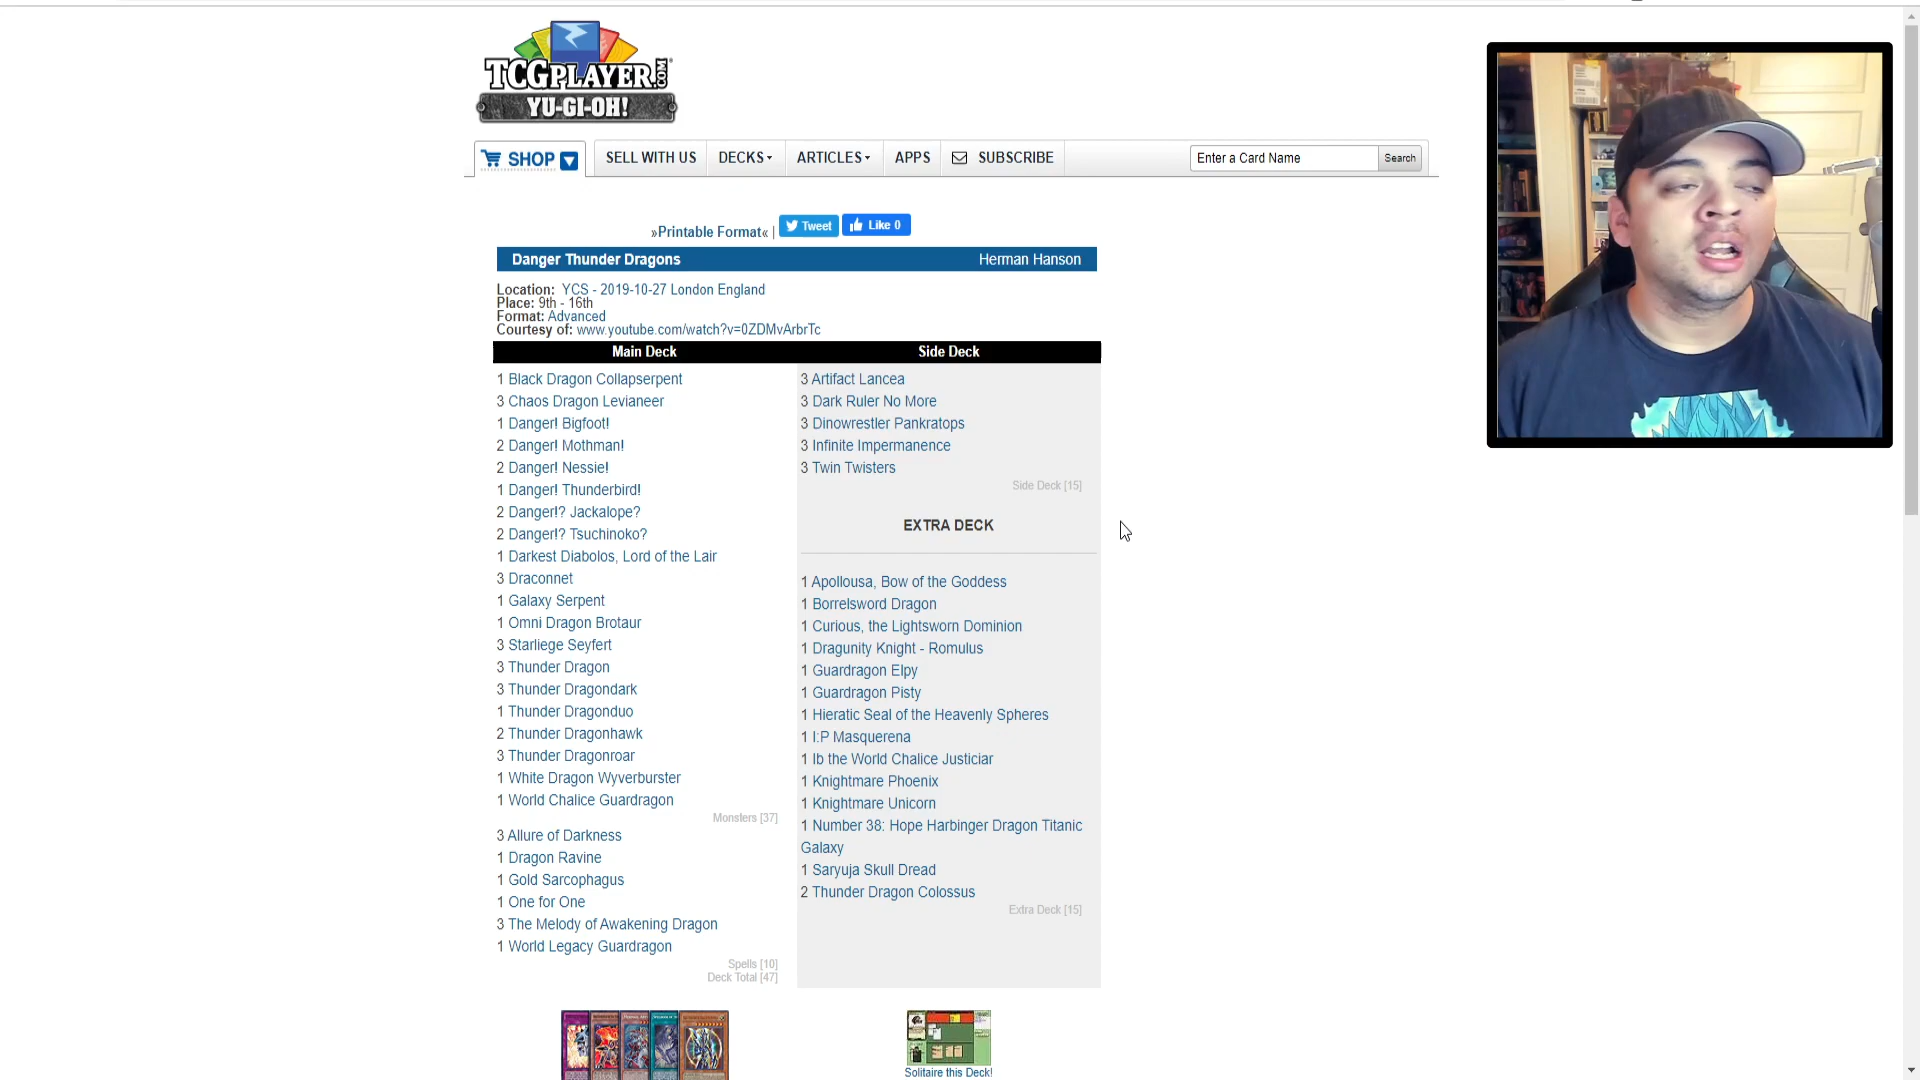 TCGPLAYER.COM
YU-GI-OH!
SHOP
SELL WITH US
DECKS
ARTICLES
APPS
SUBSCRIBE
Enter a Card Name
Search
»Printable Format« |
Tweet
Like 0
Danger Thunder Dragons
Herman Hanson
Location: YCS - 2019-10-27 London England
Place: 9th - 16th
Format: Advanced
Courtesy of: www.youtube.com/watch?v=0ZDMvArbrTc
Main Deck
1 Black Dragon Collapserpent
3 Chaos Dragon Levianeer
1 Danger! Bigfoot!
2 Danger! Mothman!
2 Danger! Nessie!
1 Danger! Thunderbird!
2 Danger!? Jackalope?
2 Danger!? Tsuchinoko?
1 Darkest Diabolos, Lord of the Lair
3 Draconnet
1 Galaxy Serpent
1 Omni Dragon Brotaur
3 Starliege Seyfert
3 Thunder Dragon
3 Thunder Dragondark
1 Thunder Dragonduo
2 Thunder Dragonhawk
3 Thunder Dragonroar
1 White Dragon Wyverburster
1 World Chalice Guardragon
Monsters [37]
3 Allure of Darkness
1 Dragon Ravine
1 Gold Sarcophagus
1 One for One
3 The Melody of Awakening Dragon
1 World Legacy Guardragon
Spells [10]
Deck Total [47]
Side Deck
3 Artifact Lancea
3 Dark Ruler No More
3 Dinowrestler Pankratops
3 Infinite Impermanence
3 Twin Twisters
Side Deck [15]
EXTRA DECK
1 Apollousa, Bow of the Goddess
1 Borrelsword Dragon
1 Curious, the Lightsworn Dominion
1 Dragunity Knight - Romulus
1 Guardragon Elpy
1 Guardragon Pisty
1 Hieratic Seal of the Heavenly Spheres
1 I:P Masquerena
1 Ib the World Chalice Justiciar
1 Knightmare Phoenix
1 Knightmare Unicorn
1 Number 38: Hope Harbinger Dragon Titanic
Galaxy
1 Saryuja Skull Dread
2 Thunder Dragon Colossus
Extra Deck [15]
Solitaire this Deck!